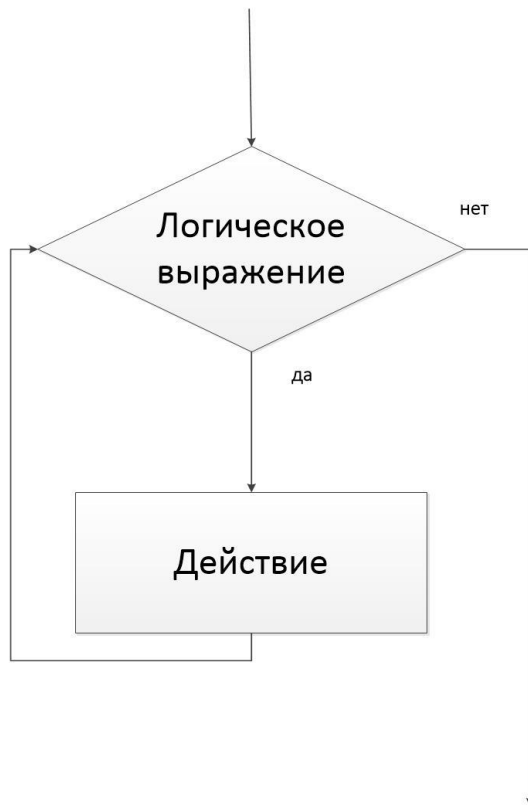 Логическое
выражение
нет
да
Действие